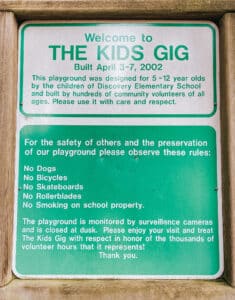 Welcome to
THE KIDS GIG
Built April 3-7, 2002
This playground was designed for 5-12 year olds
by the children of Discovery Elementary School
and built by hundreds of community volunteers of all
ages. Please use it with care and respect.
For the safety of others and the preservation
of our playground please observe these rules:
No Dogs
No Bicycles
No Skateboards
No Rollerblades
No Smoking on school property.
The playground is monitored by surveillance cameras
and is closed at dusk. Please enjoy your visit and treat
The Kids Gig with respect in honor of the thousands of
volunteer hours that it represents!
Thank you.